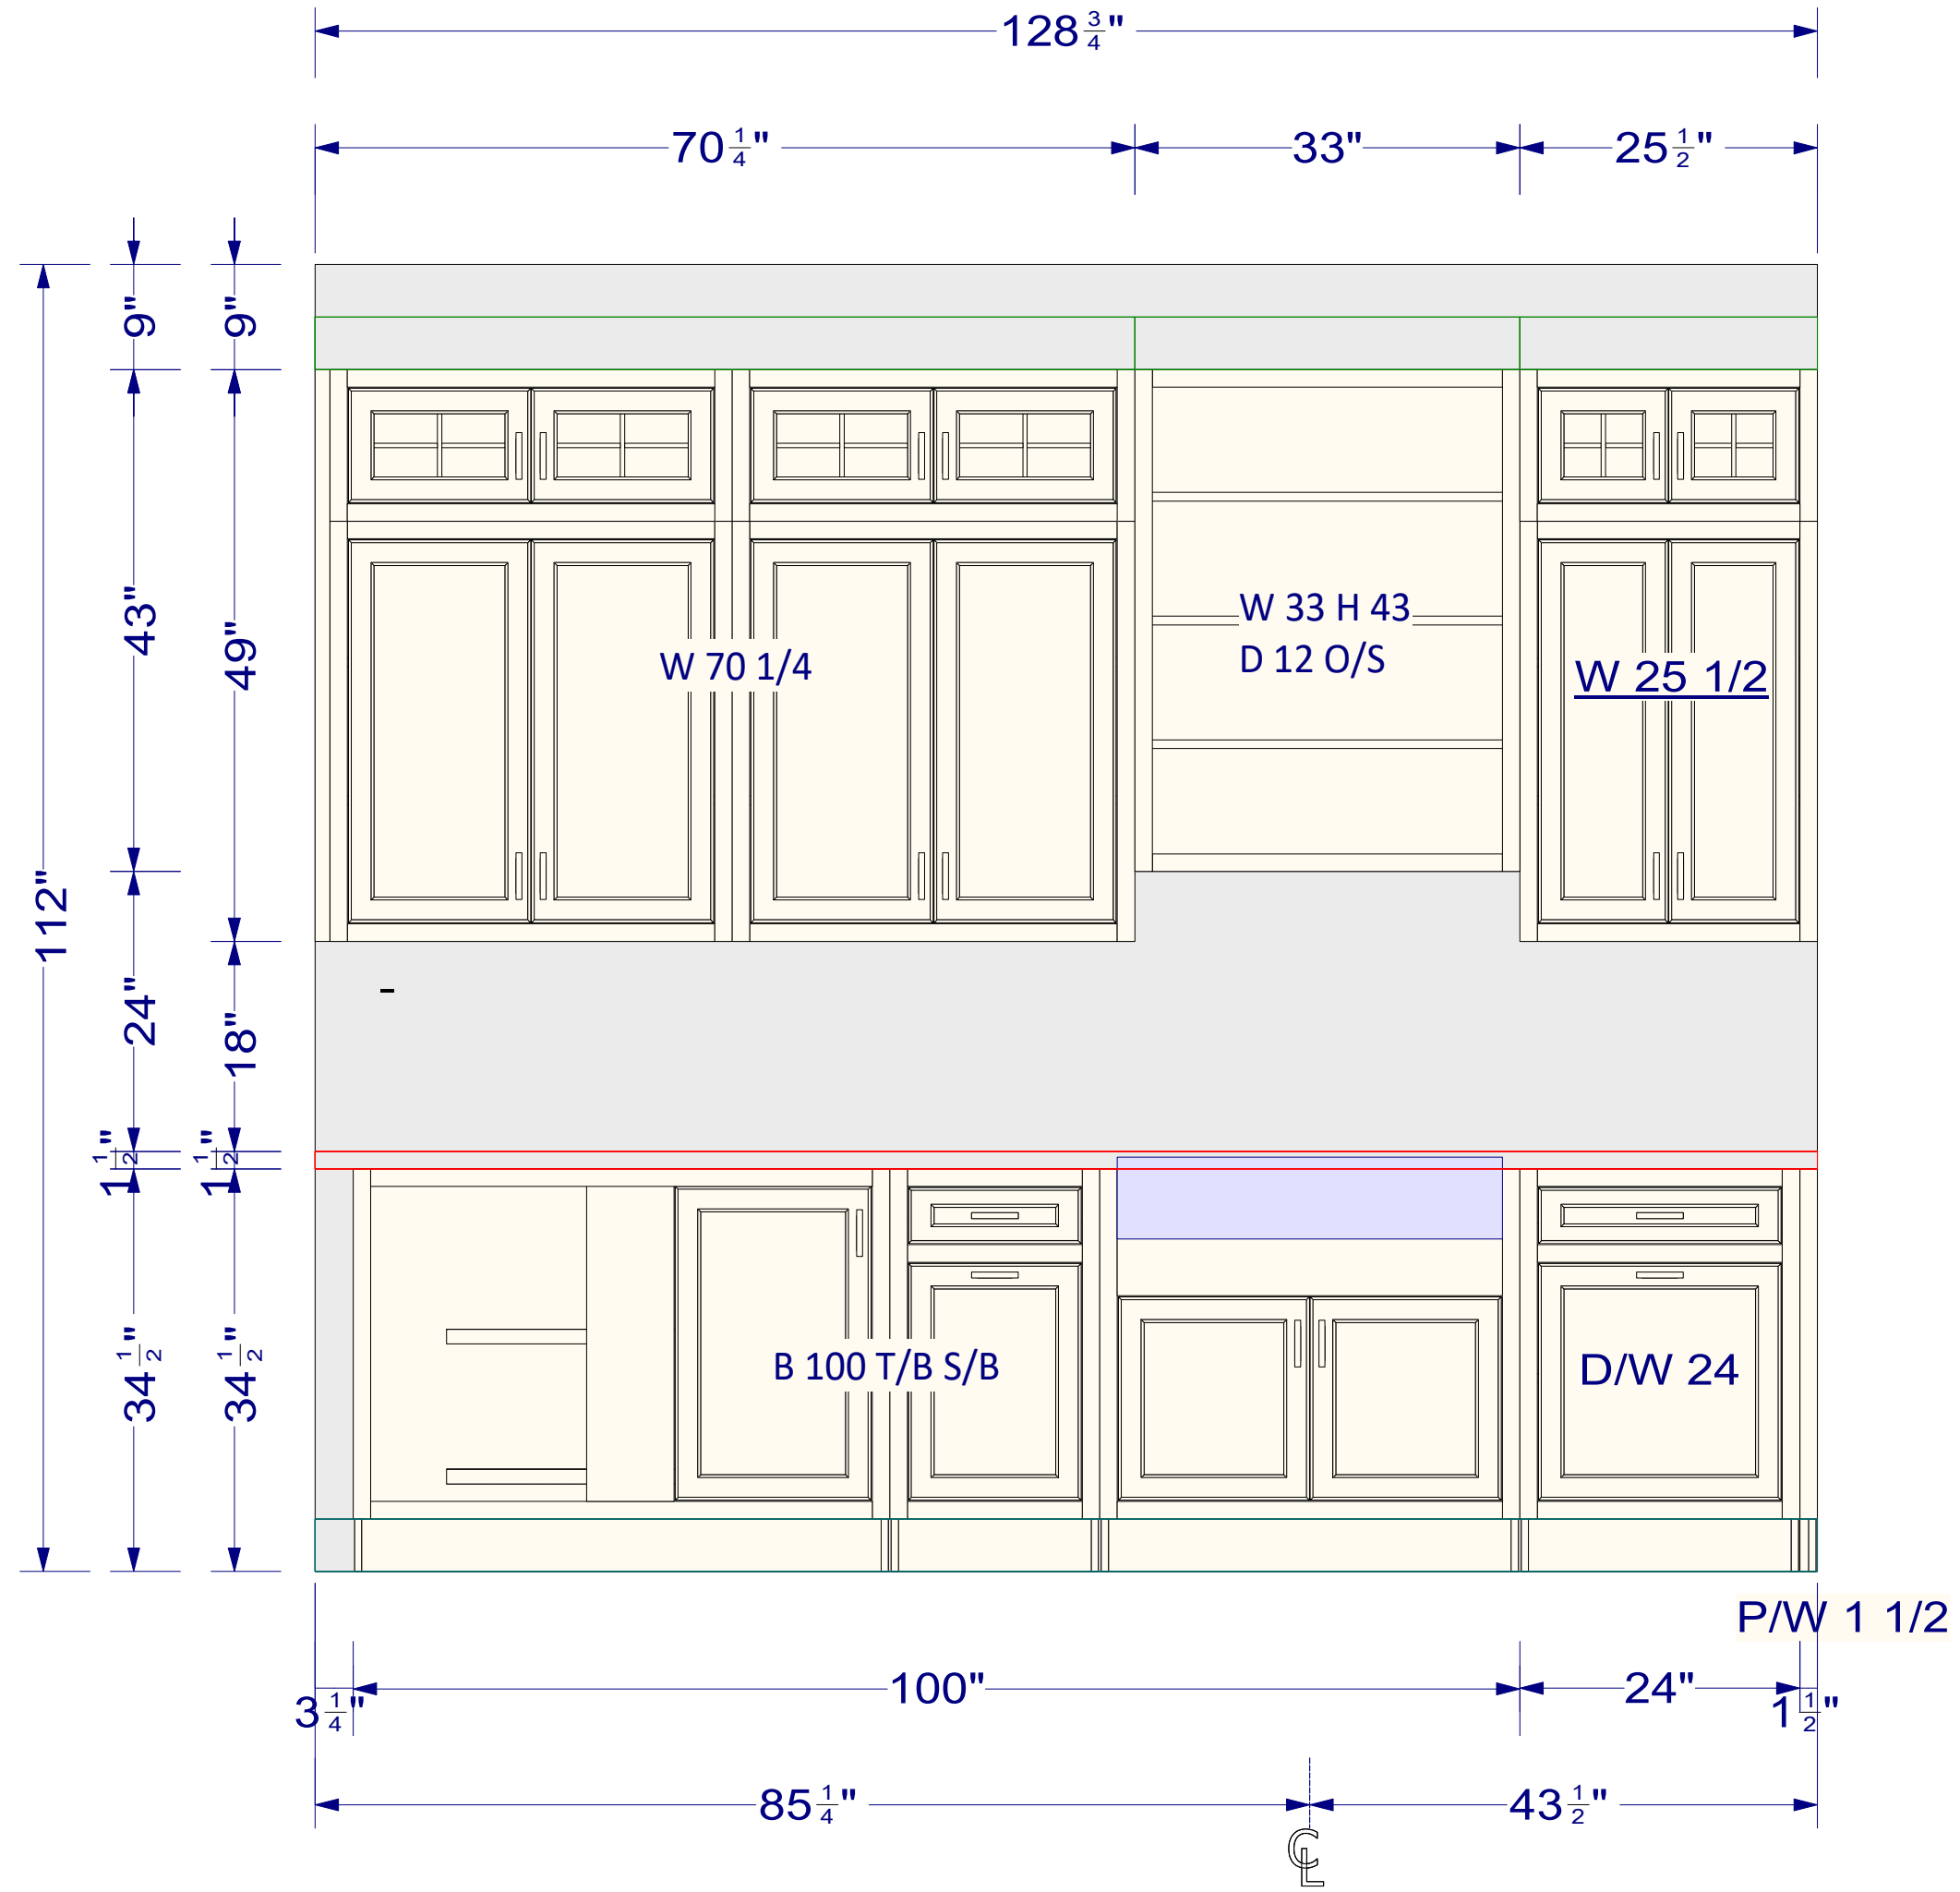 128 3/4"
70 1/4"
33"
25 1/2"
9"
9"
43"
49"
112"
24"
18"
1 1/2"
1 1/2"
34 1/2"
34 1/2"
W 70 1/4
W 33 H 43
D 12 O/S
W 25 1/2
B 100 T/B S/B
D/W 24
P/W 1 1/2
3 1/4"
100"
24"
1 1/2"
85 1/4"
43 1/2"
CL